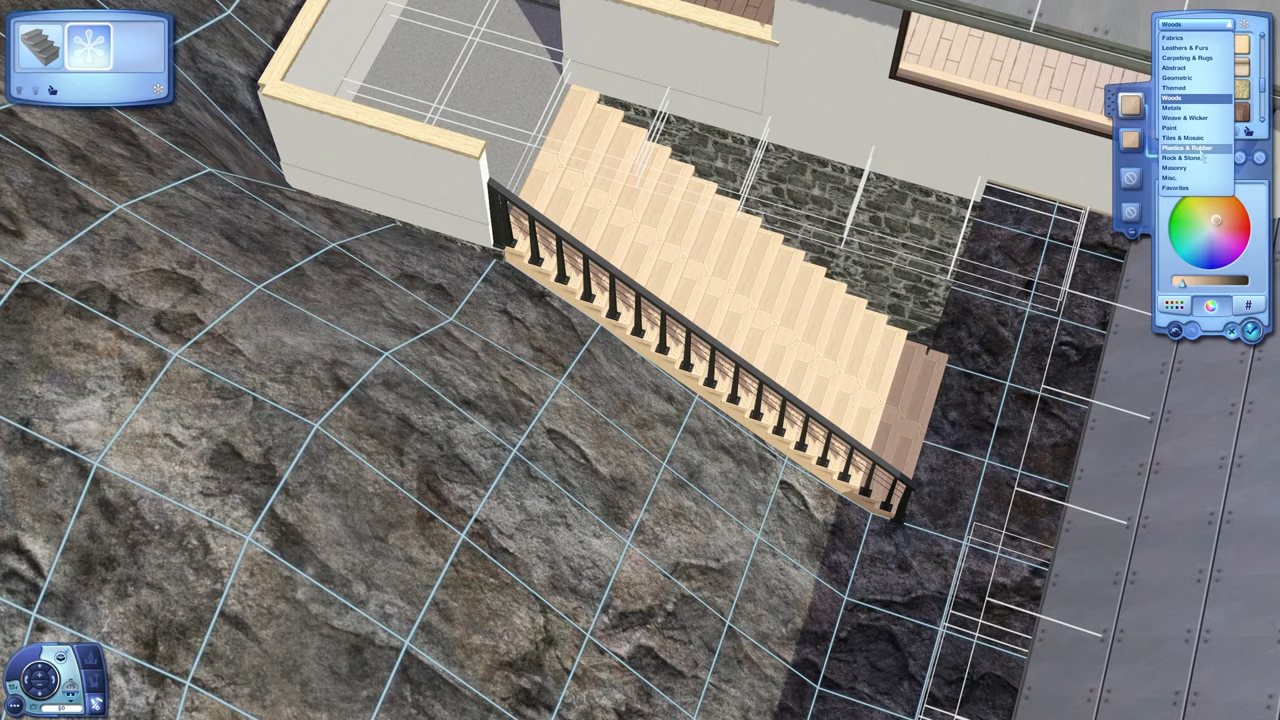 Woods
Fabrics
Leathers & Furs
Carpeting & Rugs
Abstract
Geometric
Themed
Woods
Metals
Weave & Wicker
Paint
Tiles & Mosaic
Plastics & Rubber
Rock & Stone
Masonry
Misc.
Favorites
#
§0